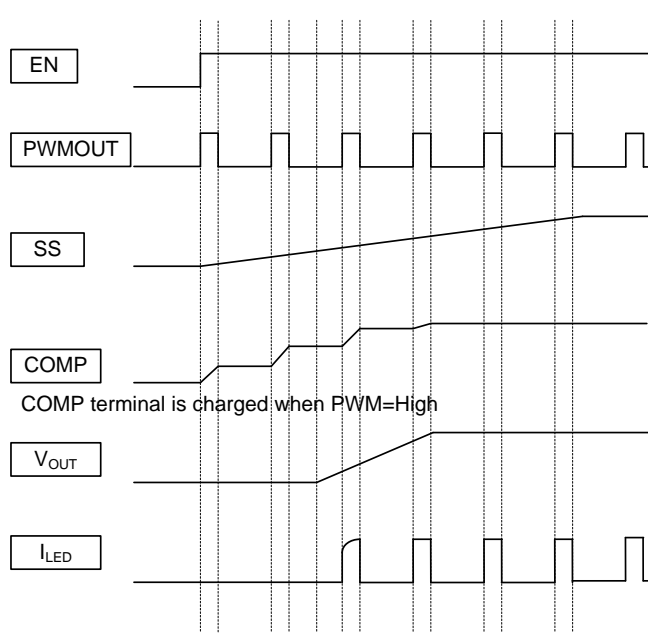 EN
PWMOUT
SS
COMP
COMP terminal is charged when PWM=High
VOUT
ILED